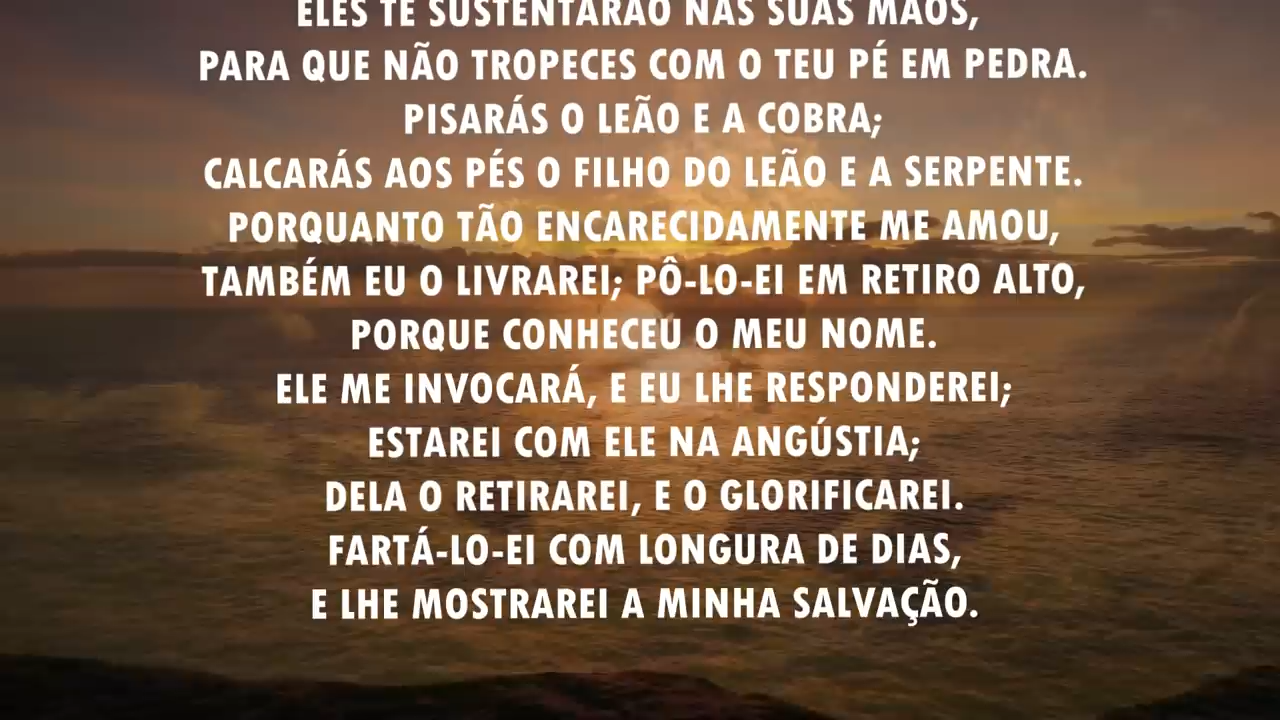 ELES TE SUSTENTARÃO NAS SUAS MÃOS,
PARA QUE NÃO TROPECES COM O TEU PÉ EM PEDRA.
PISARÁS O LEÃO E A COBRA;
CALCARÁS AOS PÉS O FILHO DO LEÃO E A SERPENTE.
PORQUANTO TÃO ENCARECIDAMENTE ME AMOU,
TAMBÉM EU O LIVRAREI; PÔ-LO-EI EM RETIRO ALTO,
PORQUE CONHECEU O MEU NOME.
ELE ME INVOCARÁ, E EU LHE RESPONDEREI;
ESTAREI COM ELE NA ANGÚSTIA;
DELA O RETIRAREI, E O GLORIFICAREI.
FARTÁ-LO-EI COM LONGURA DE DIAS,
E LHE MOSTRAREI A MINHA SALVAÇÃO.